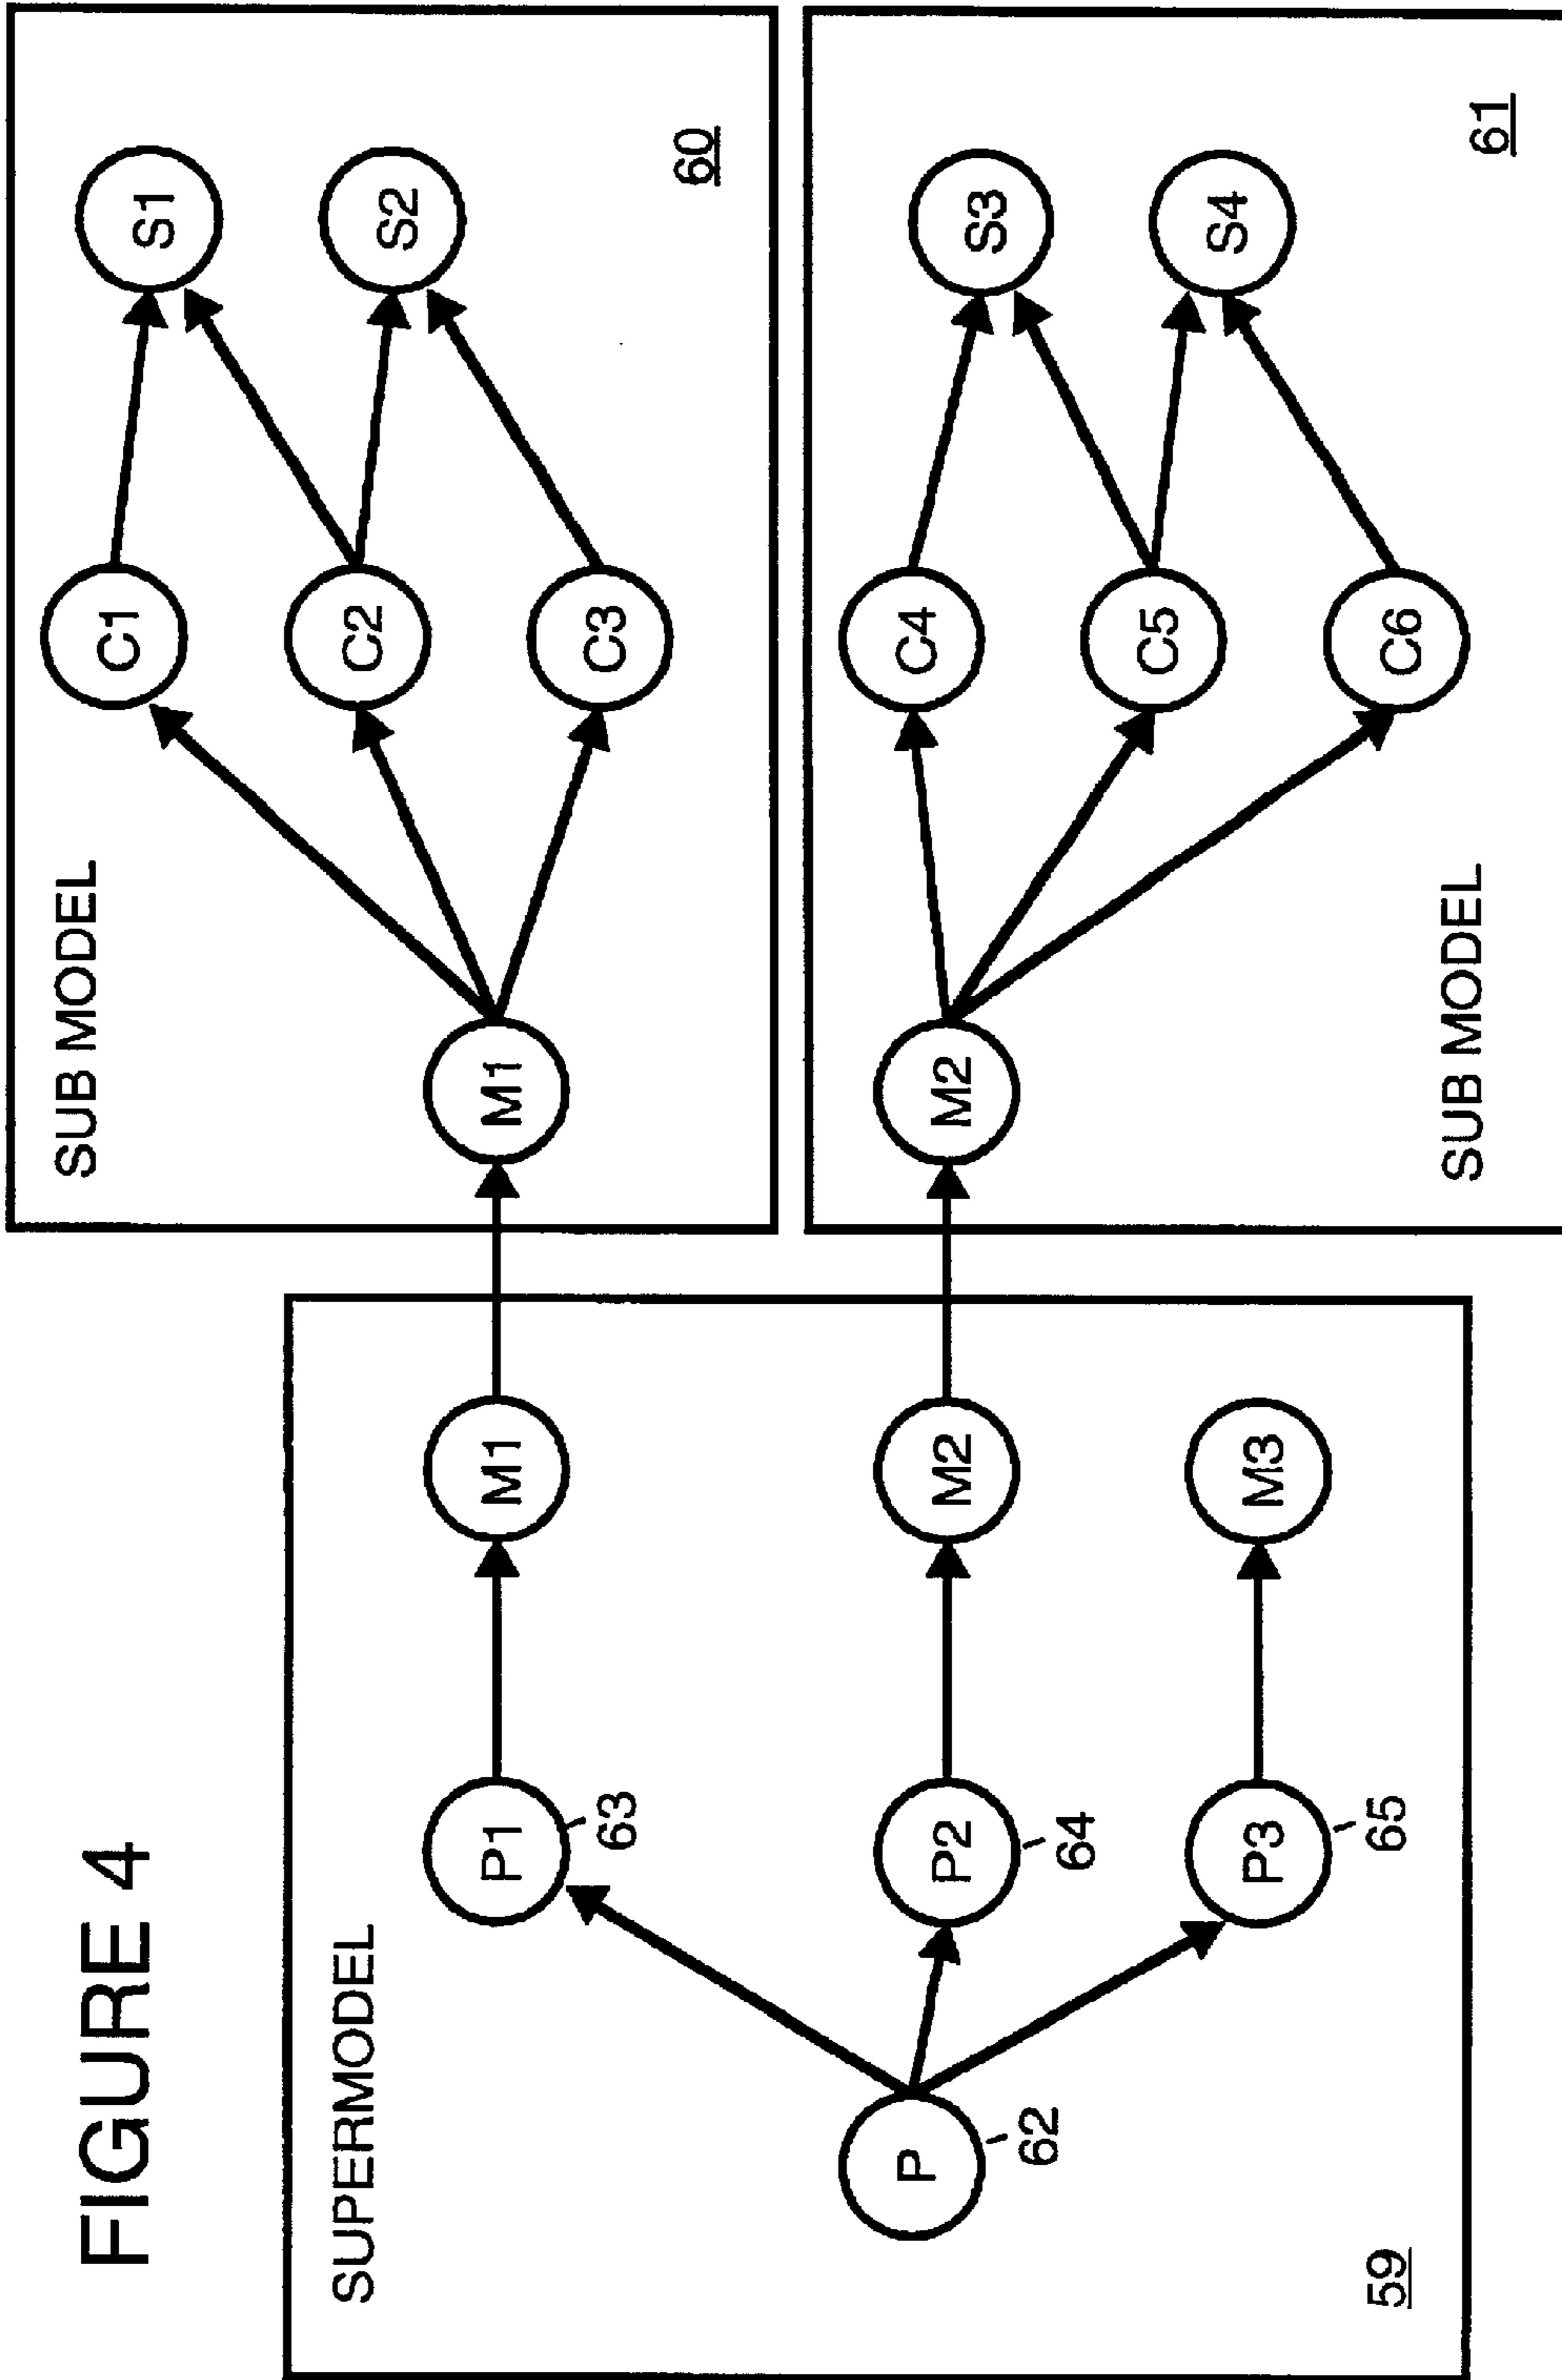 FIGURE 4
SUPERMODEL
P
62
P1
63
P2
64
P3
65
M1
M2
M3
59
SUB MODEL
M1
C1
C2
C3
S1
S2
60
M2
C4
C5
C6
S3
S4
SUB MODEL
61